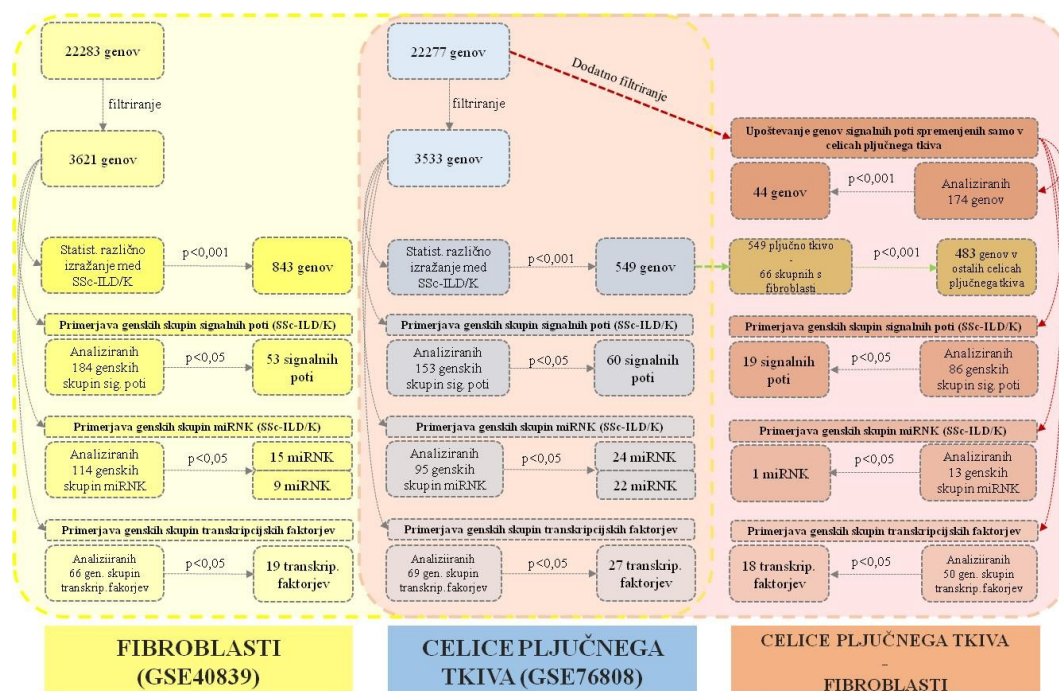 22283 genov
filtriranje
3621 genov
Statist. različno
izražanje med
SSc-ILD/K
p<0,001
843 genov
Primerjava genskih skupin signalnih poti (SSc-ILD/K)
Analiziranih
184 genskih
skupin sig. poti
p<0,05
53 signalnih
poti
Primerjava genskih skupin miRNK (SSc-ILD/K)
Analiziranih
114 genskih
skupin miRNK
p<0,05
15 miRNK
9 miRNK
Primerjava genskih skupin transkripcijskih faktorjev
Analiziiranih
66 gen. skupin
transkrip. fakorjev
p<0,05
19 transkrip.
faktorjev
FIBROBLASTI
(GSE40839)
22277 genov
filtriranje
3533 genov
Statist. različno
izražanje med
SSc-ILD/K
p<0,001
549 genov
Primerjava genskih skupin signalnih poti (SSc-ILD/K)
Analiziranih
153 genskih
skupin sig. poti
p<0,05
60 signalnih
poti
Primerjava genskih skupin miRNK (SSc-ILD/K)
Analiziranih
95 genskih
skupin miRNK
p<0,05
24 miRNK
22 miRNK
Primerjava genskih skupin transkripcijskih faktorjev
Analiziiranih
69 gen. skupin
transkrip. fakorjev
p<0,05
27 transkrip.
faktorjev
CELICE PLJUČNEGA
TKIVA (GSE76808)
Dodatno filtriranje
Upoštevanje genov signalnih poti spremenjenih samo v
celicah pljučnega tkiva
44 genov
p<0,001
Analiziranih
174 genov
549 pljučno tkivo
-
66 skupnih s
fibroblasti
p<0,001
483 genov v
ostalih celicah
pljučnega tkiva
Primerjava genskih skupin signalnih poti (SSc-ILD/K)
19 signalnih
poti
p<0,05
Analiziranih
86 genskih
skupin sig. poti
Primerjava genskih skupin miRNK (SSc-ILD/K)
1 miRNK
p<0,05
Analiziranih
13 genskih
skupin miRNK
Primerjava genskih skupin transkripcijskih faktorjev
18 transkrip.
faktorjev
p<0,05
Analiziiranih
50 gen. skupin
transkrip. fakorjev
CELICE PLJUČNEGA TKIVA
-
FIBROBLASTI